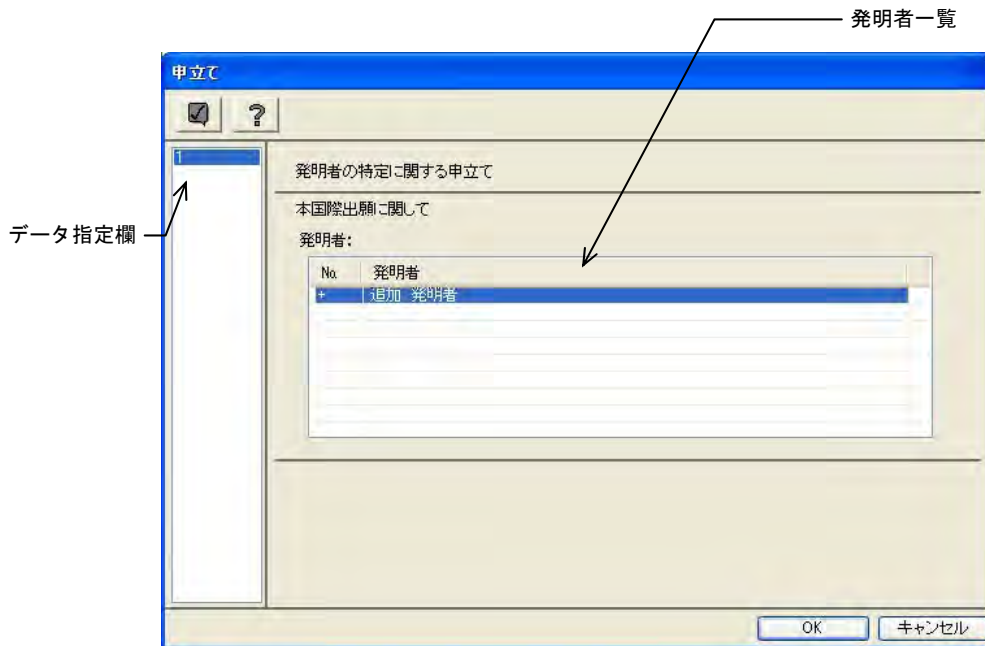 発明者一覧
申立て
?
1
発明者の特定に関する申立て
本国際出願に関して
データ指定欄
発明者:
No. 発明者
+ 追加 発明者
OK キャンセル